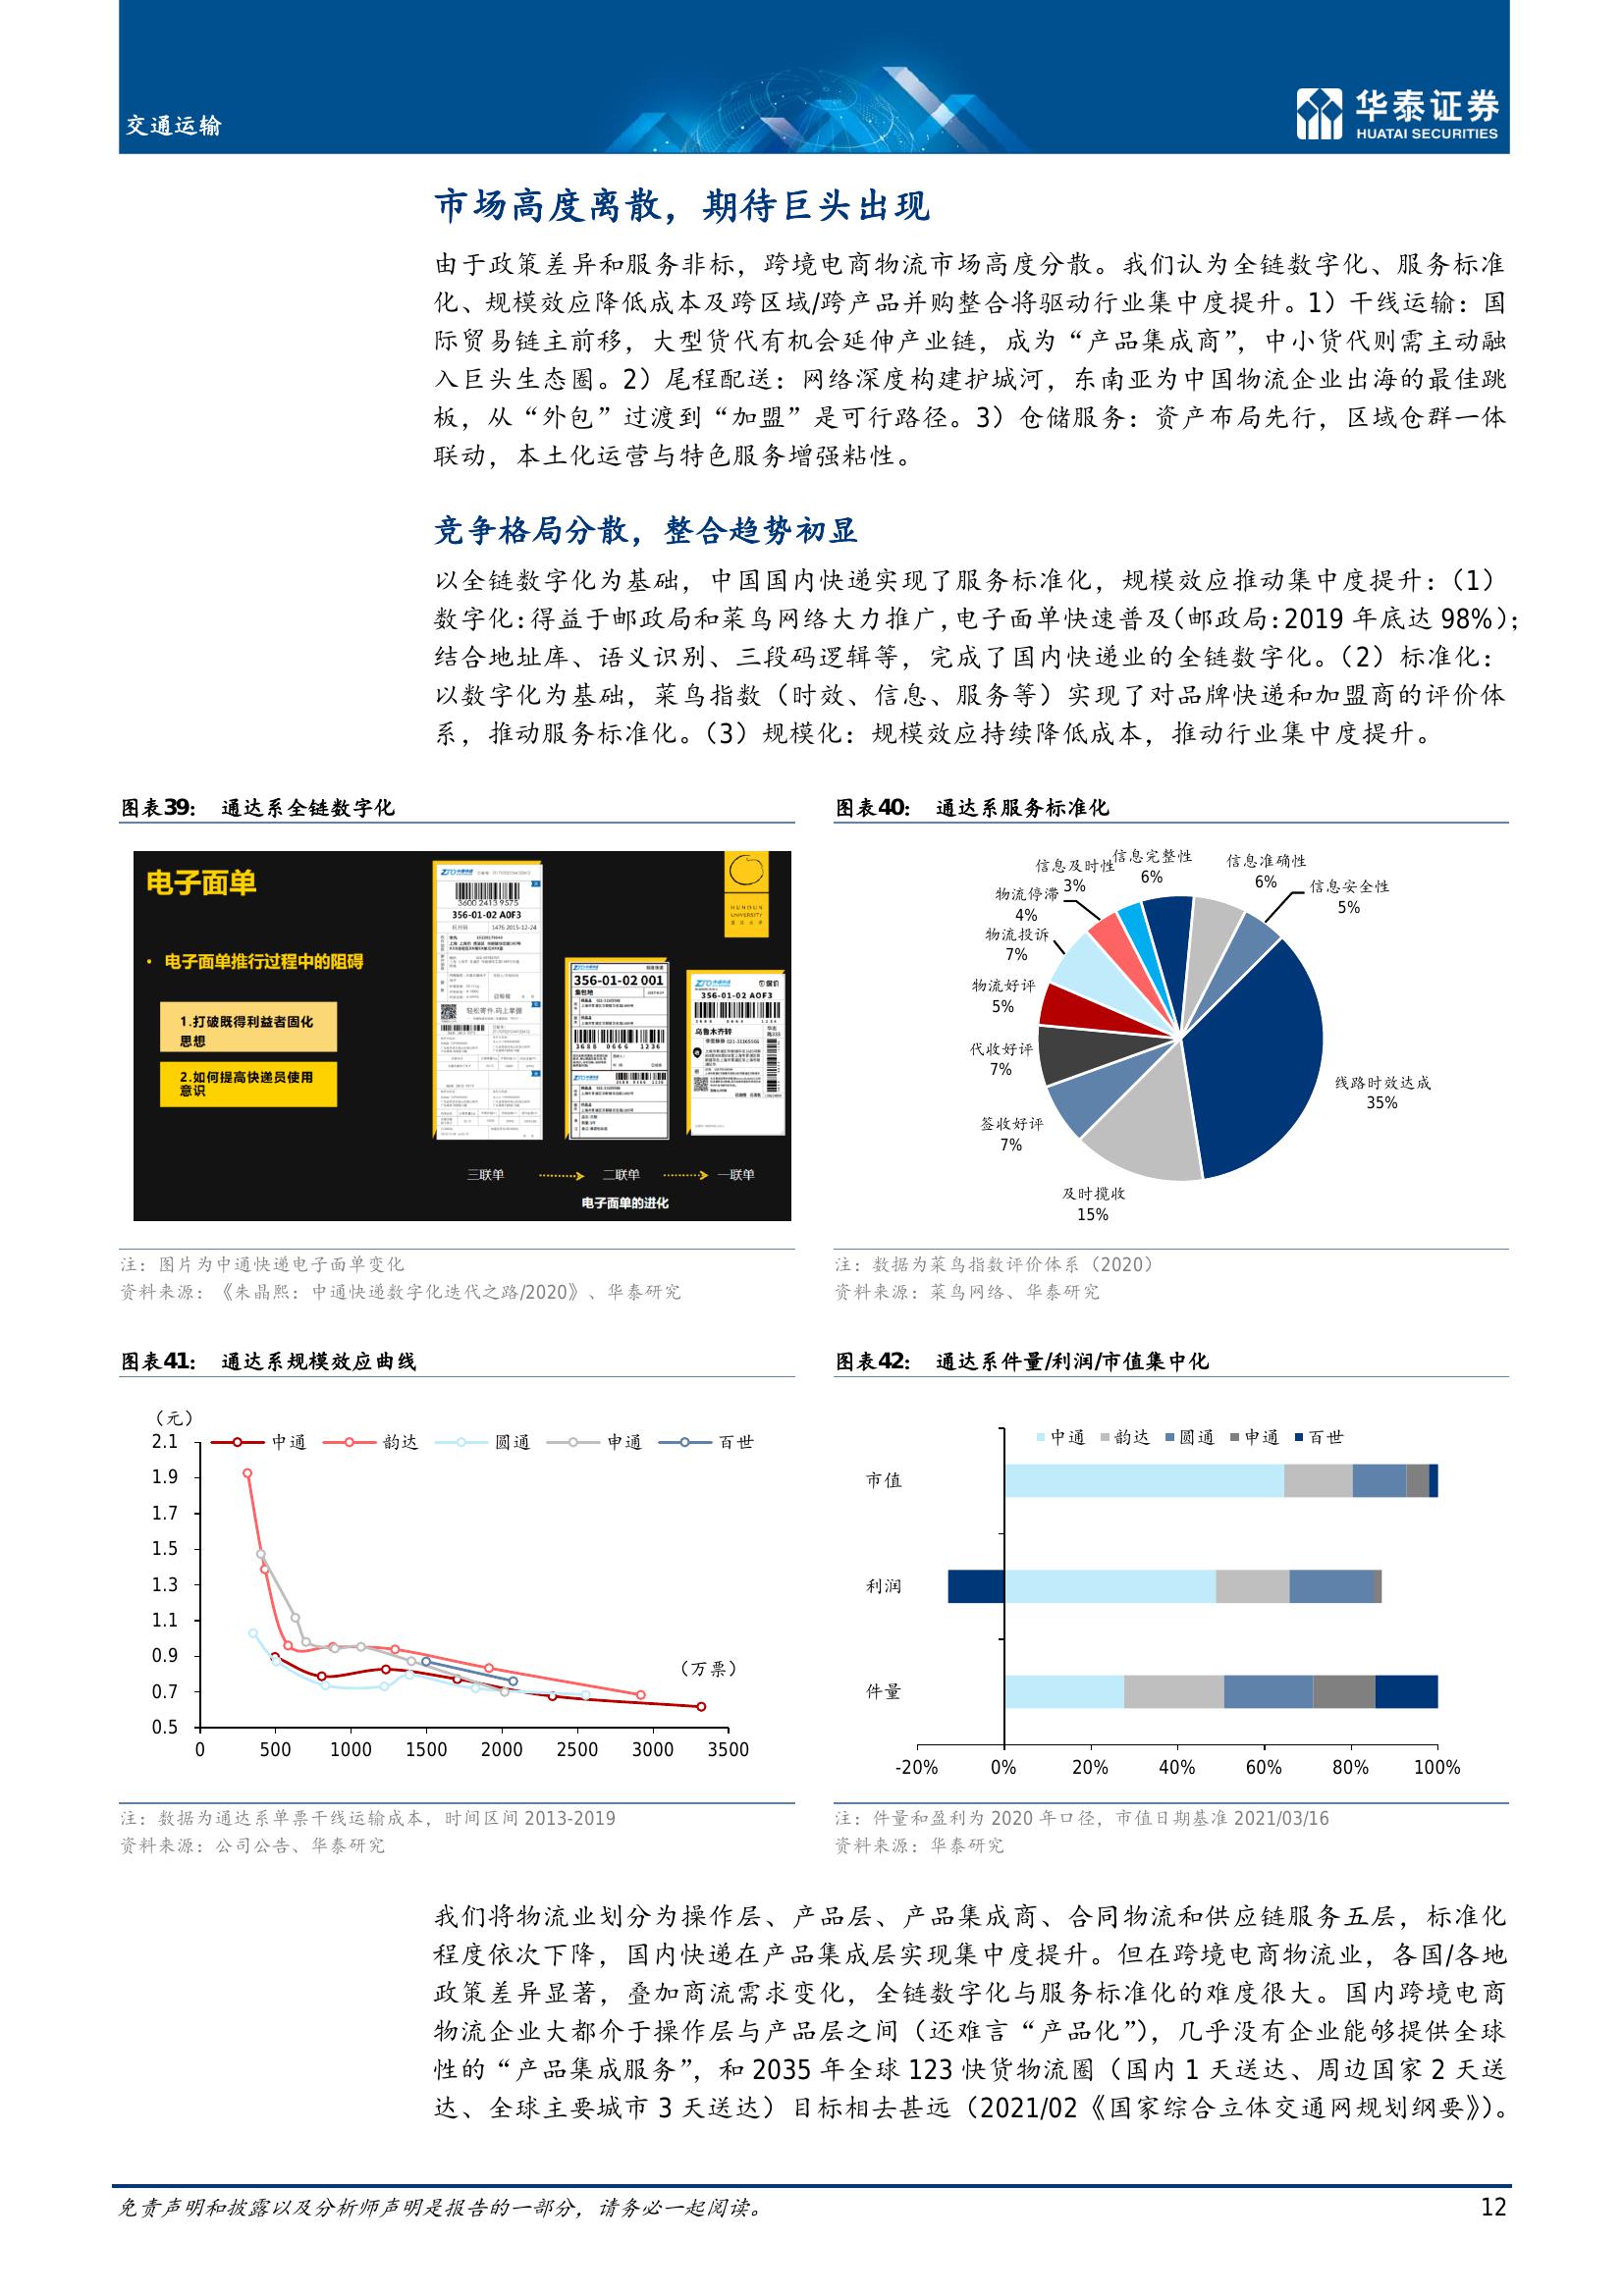 交通运输
华泰证券
HUATAI SECURITIES
市场高度离散，期待巨头出现
由于政策差异和服务非标，跨境电商物流市场高度分散。我们认为全链数字化、服务标准
化、规模效应降低成本及跨区域/跨产品并购整合将驱动行业集中度提升。1）干线运输：国
际贸易链主前移，大型货代有机会延伸产业链，成为“产品集成商”，中小货代则需主动融
入巨头生态圈。2）尾程配送：网络深度构建护城河，东南亚为中国物流企业出海的最佳跳
板，从“外包”过渡到“加盟”是可行路径。3）仓储服务：资产布局先行，区域仓群一体
联动，本土化运营与特色服务增强粘性。
竞争格局分散，整合趋势初显
以全链数字化为基础，中国国内快递实现了服务标准化，规模效应推动集中度提升：（1）
数字化：得益于邮政局和菜鸟网络大力推广，电子面单快速普及（邮政局：2019 年底达 98%）；
结合地址库、语义识别、三段码逻辑等，完成了国内快递业的全链数字化。（2）标准化：
以数字化为基础，菜鸟指数（时效、信息、服务等）实现了对品牌快递和加盟商的评价体
系，推动服务标准化。（3）规模化：规模效应持续降低成本，推动行业集中度提升。
图表39： 通达系全链数字化
电子面单
• 电子面单推行过程中的阻碍
1.打破既得利益者固化
思想
2.如何提高快递员使用
意识
HUNDUN
UNIVERSITY
3600 2413 9575
356-01-02 A0F3
1476 2015-12-24
轻松寄件,码上掌握
356-01-02 001
集包地
3688 0666 1236
356-01-02 A0F3
乌鲁木齐转
三联单
二联单
一联单
电子面单的进化
注：图片为中通快递电子面单变化
资料来源：《朱晶熙：中通快递数字化迭代之路/2020》、华泰研究
图表40： 通达系服务标准化
信息及时性
3%
信息完整性
6%
信息准确性
6%
信息安全性
5%
物流停滞
4%
物流投诉
7%
物流好评
5%
代收好评
7%
签收好评
7%
及时揽收
15%
线路时效达成
35%
注：数据为菜鸟指数评价体系（2020）
资料来源：菜鸟网络、华泰研究
图表41： 通达系规模效应曲线
（元）
中通 韵达 圆通 申通 百世
2.1
1.9
1.7
1.5
1.3
1.1
0.9
0.7
0.5
（万票）
0 500 1000 1500 2000 2500 3000 3500
注：数据为通达系单票干线运输成本，时间区间 2013-2019
资料来源：公司公告、华泰研究
图表42： 通达系件量/利润/市值集中化
中通 韵达 圆通 申通 百世
市值
利润
件量
-20% 0% 20% 40% 60% 80% 100%
注：件量和盈利为 2020 年口径，市值日期基准 2021/03/16
资料来源：华泰研究
我们将物流业划分为操作层、产品层、产品集成商、合同物流和供应链服务五层，标准化
程度依次下降，国内快递在产品集成层实现集中度提升。但在跨境电商物流业，各国/各地
政策差异显著，叠加商流需求变化，全链数字化与服务标准化的难度很大。国内跨境电商
物流企业大都介于操作层与产品层之间（还难言“产品化”），几乎没有企业能够提供全球
性的“产品集成服务”，和 2035 年全球 123 快货物流圈（国内 1 天送达、周边国家 2 天送
达、全球主要城市 3 天送达）目标相去甚远（2021/02《国家综合立体交通网规划纲要》）。
免责声明和披露以及分析师声明是报告的一部分，请务必一起阅读。
12